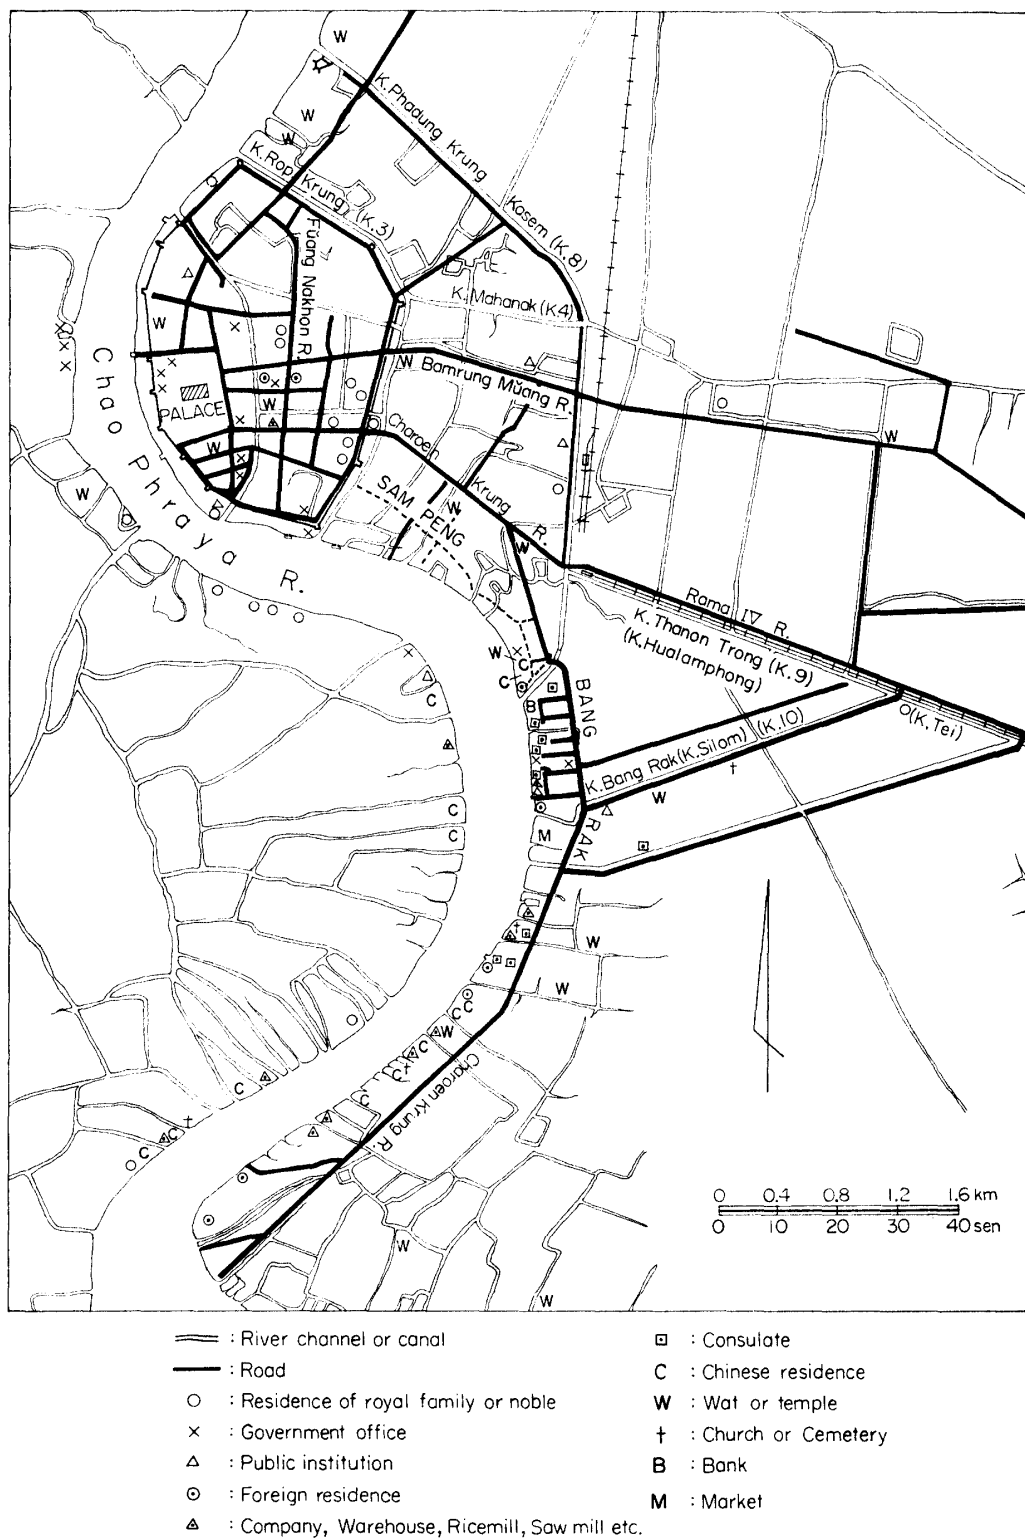 W
K. Phadung Krung Kasem (K.8)
W
W
K. Rop Krung (K.3)
Fŭang Nakhon R.
K. Mahanak (K4)
W
W
Bamrung Mŭang R.
PALACE
W
Charoen Krung R.
W
W
SAM PENG
W
W
W
Chao Phraya R.
Rama IV R.
K. Thanon Trong (K.9)
(K.Hualamphong)
W
C
C
C
B
BANG RAK
(K. Tei)
K. Bang Rak (K.Silom) (K.10)
W
C
C
M
W
W
C
C
W
C
C
C
Charoen Krung R.
C
C
W
W
0 0.4 0.8 1.2 1.6 km
0 10 20 30 40 sen
: River channel or canal
: Road
: Residence of royal family or noble
: Government office
: Public institution
: Foreign residence
: Company, Warehouse, Ricemill, Saw mill etc.
: Consulate
C : Chinese residence
W : Wat or temple
: Church or Cemetery
B : Bank
M : Market